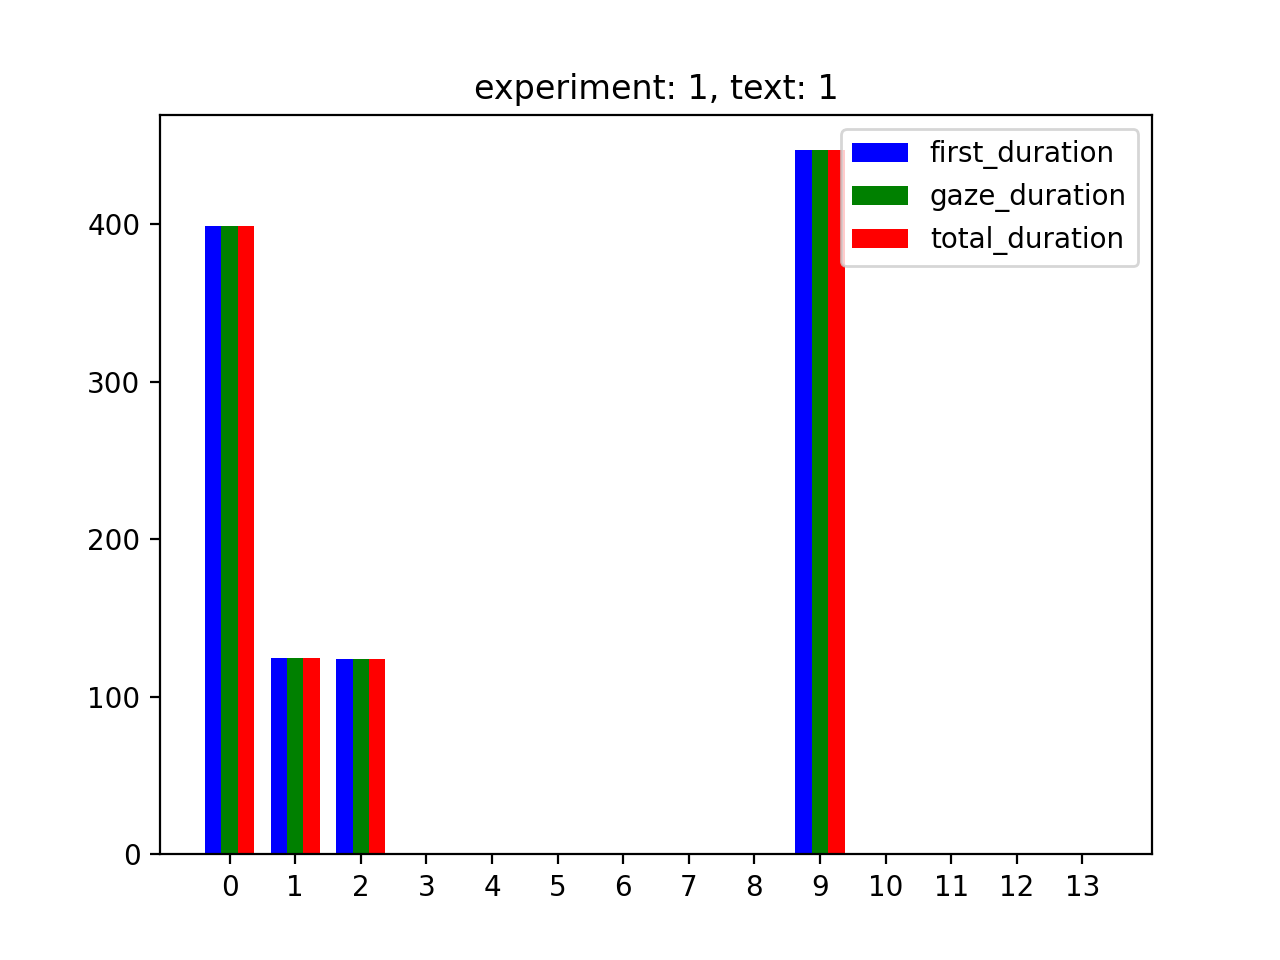 experiment: 1, text: 1
first_duration
gaze_duration
total_duration
400
300
200
100
0
0 1 2 3 4 5 6 7 8 9 10 11 12 13